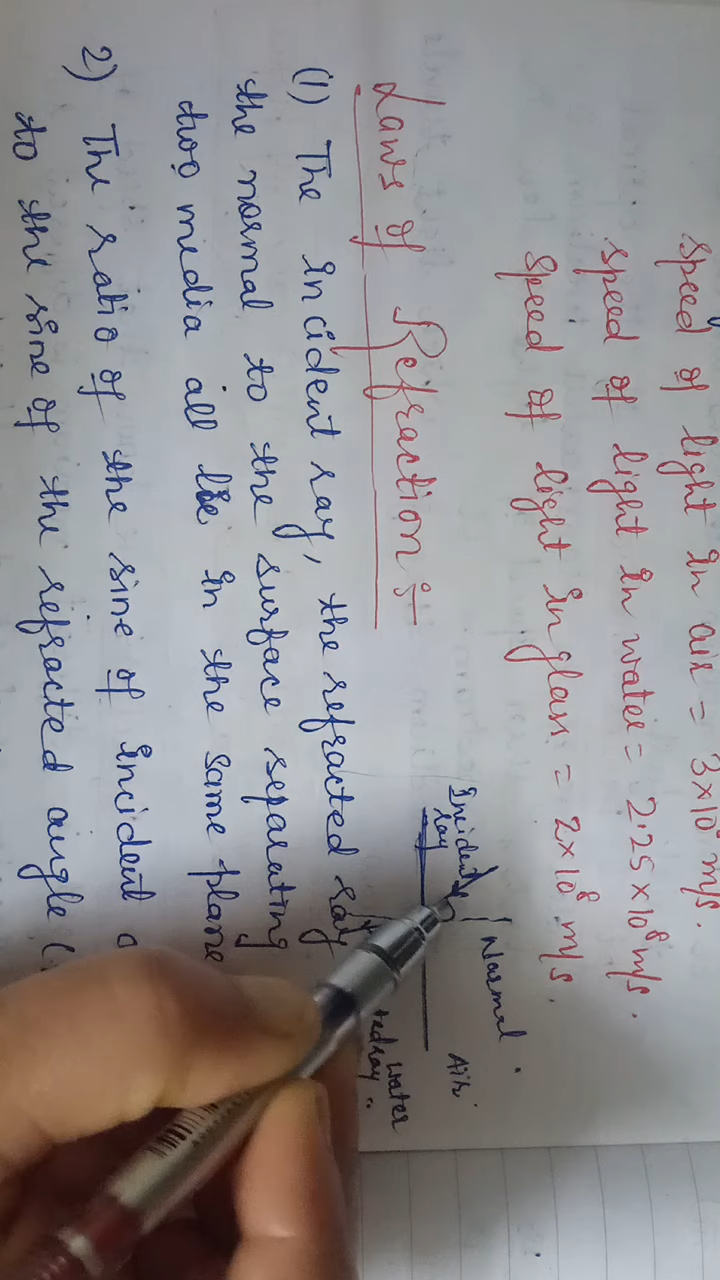 speed of light in air = 3×10⁸ m/s.
speed of light in water = 2.25×10⁸ m/s.
speed of light in glass = 2×10⁸ m/s.
Laws of Refraction :-
Incident
ray
Normal
Air
water
(1) The incident ray, the refracted ray
the normal to the surface separating
two media all lie in the same plane
2) The ratio of the sine of incident
to the sine of the refracted angle (